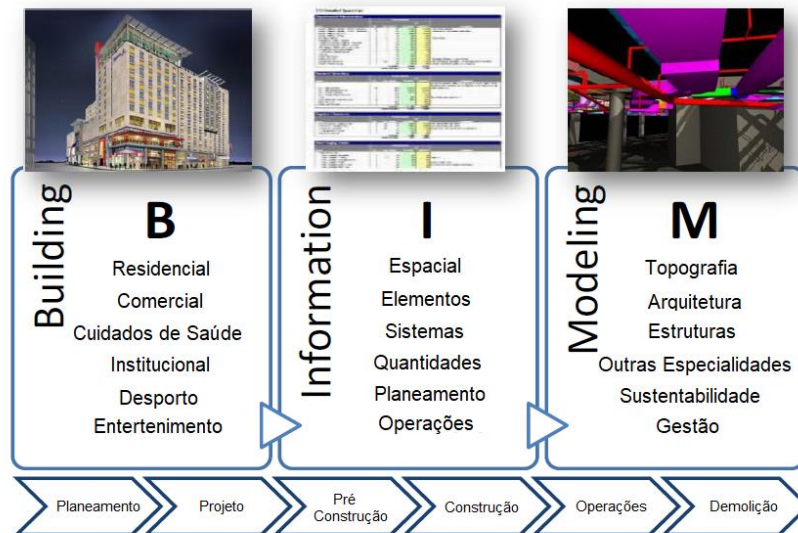 Building
B
Residencial
Comercial
Cuidados de Saúde
Institucional
Desporto
Entertenimento
Information
I
Espacial
Elementos
Sistemas
Quantidades
Planeamento
Operações
Modeling
M
Topografia
Arquitetura
Estruturas
Outras Especialidades
Sustentabilidade
Gestão
Planeamento
Projeto
Pré
Construção
Construção
Operações
Demolição